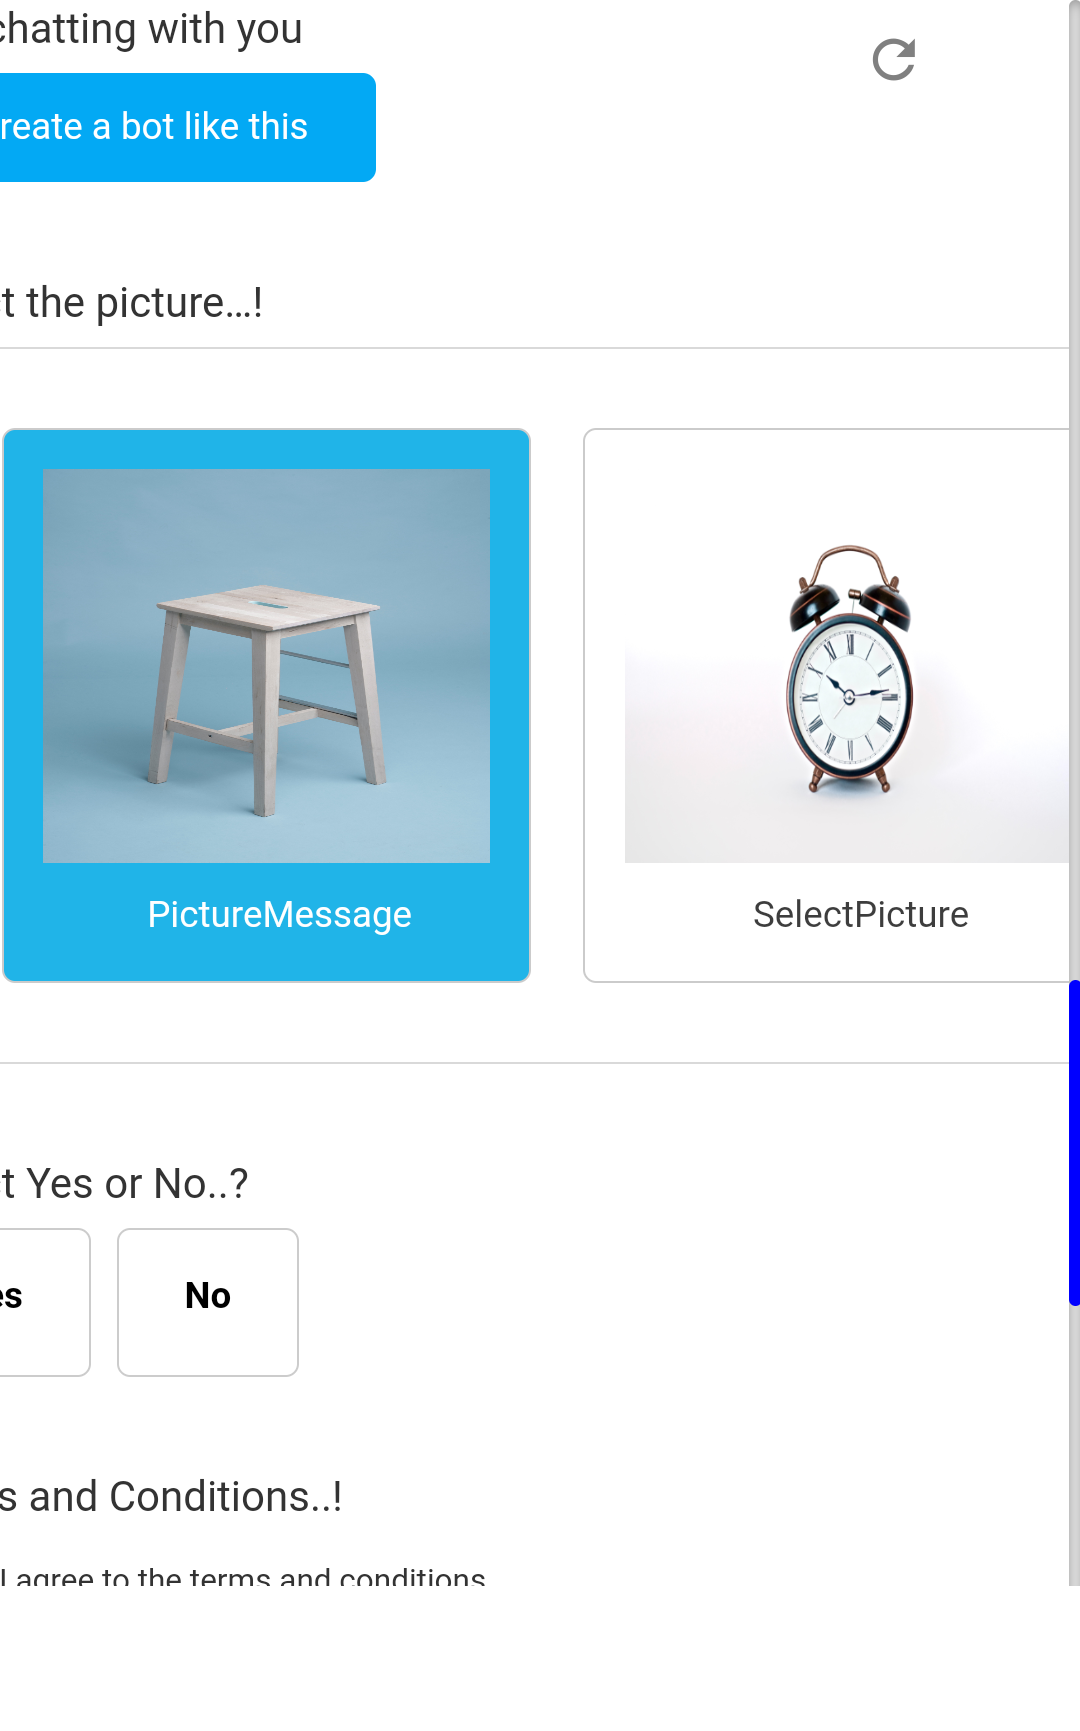 chatting with you
reate a bot like this
t the picture...!
PictureMessage
SelectPicture
t Yes or No..?
es
No
s and Conditions..!
I agree to the terms and conditions